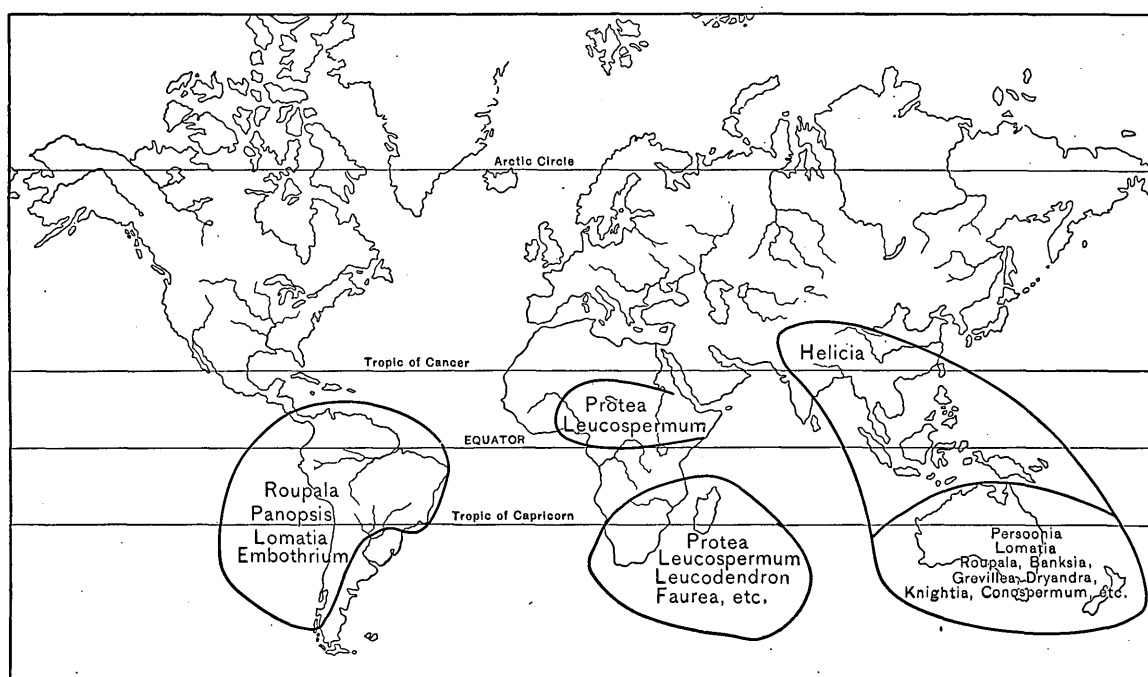 Arctic Circle
Tropic of Cancer
Helicia
Protea
Leucospermum
EQUATOR
Roupala
Panopsis
Lomatia
Embothrium
Tropic of Capricorn
Protea
Leucospermum
Leucodendron
Faurea, etc.
Persoonia
Lomatia
Roupala, Banksia,
Grevillea, Dryandra,
Knightia, Conospermum, etc.